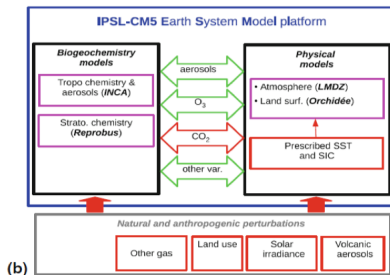 IPSL-CM5 Earth System Model platform
Biogeochemistry
models
Tropo chemistry &
aerosols (INCA)
Strato. chemistry
(Reprobus)
aerosols
O3
CO2
other var.
Physical
models
• Atmosphere (LMDZ)
• Land surf. (Orchidée)
Prescribed SST
and SIC
Natural and anthropogenic perturbations
Other gas
Land use
Solar
irradiance
Volcanic
aerosols
(b)